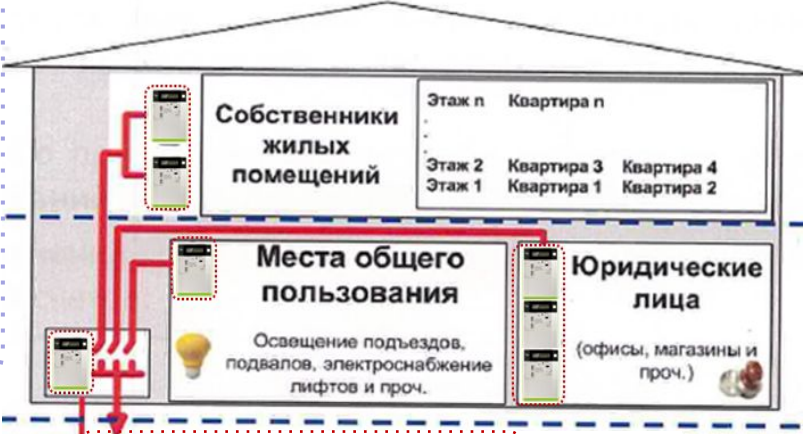 Собственники
жилых
помещений
Этаж n Квартира n
.
.
.
Этаж 2 Квартира 3 Квартира 4
Этаж 1 Квартира 1 Квартира 2
Места общего
пользования
Освещение подъездов,
подвалов, электроснабжение
лифтов и проч.
Юридические
лица
(офисы, магазины и
проч.)